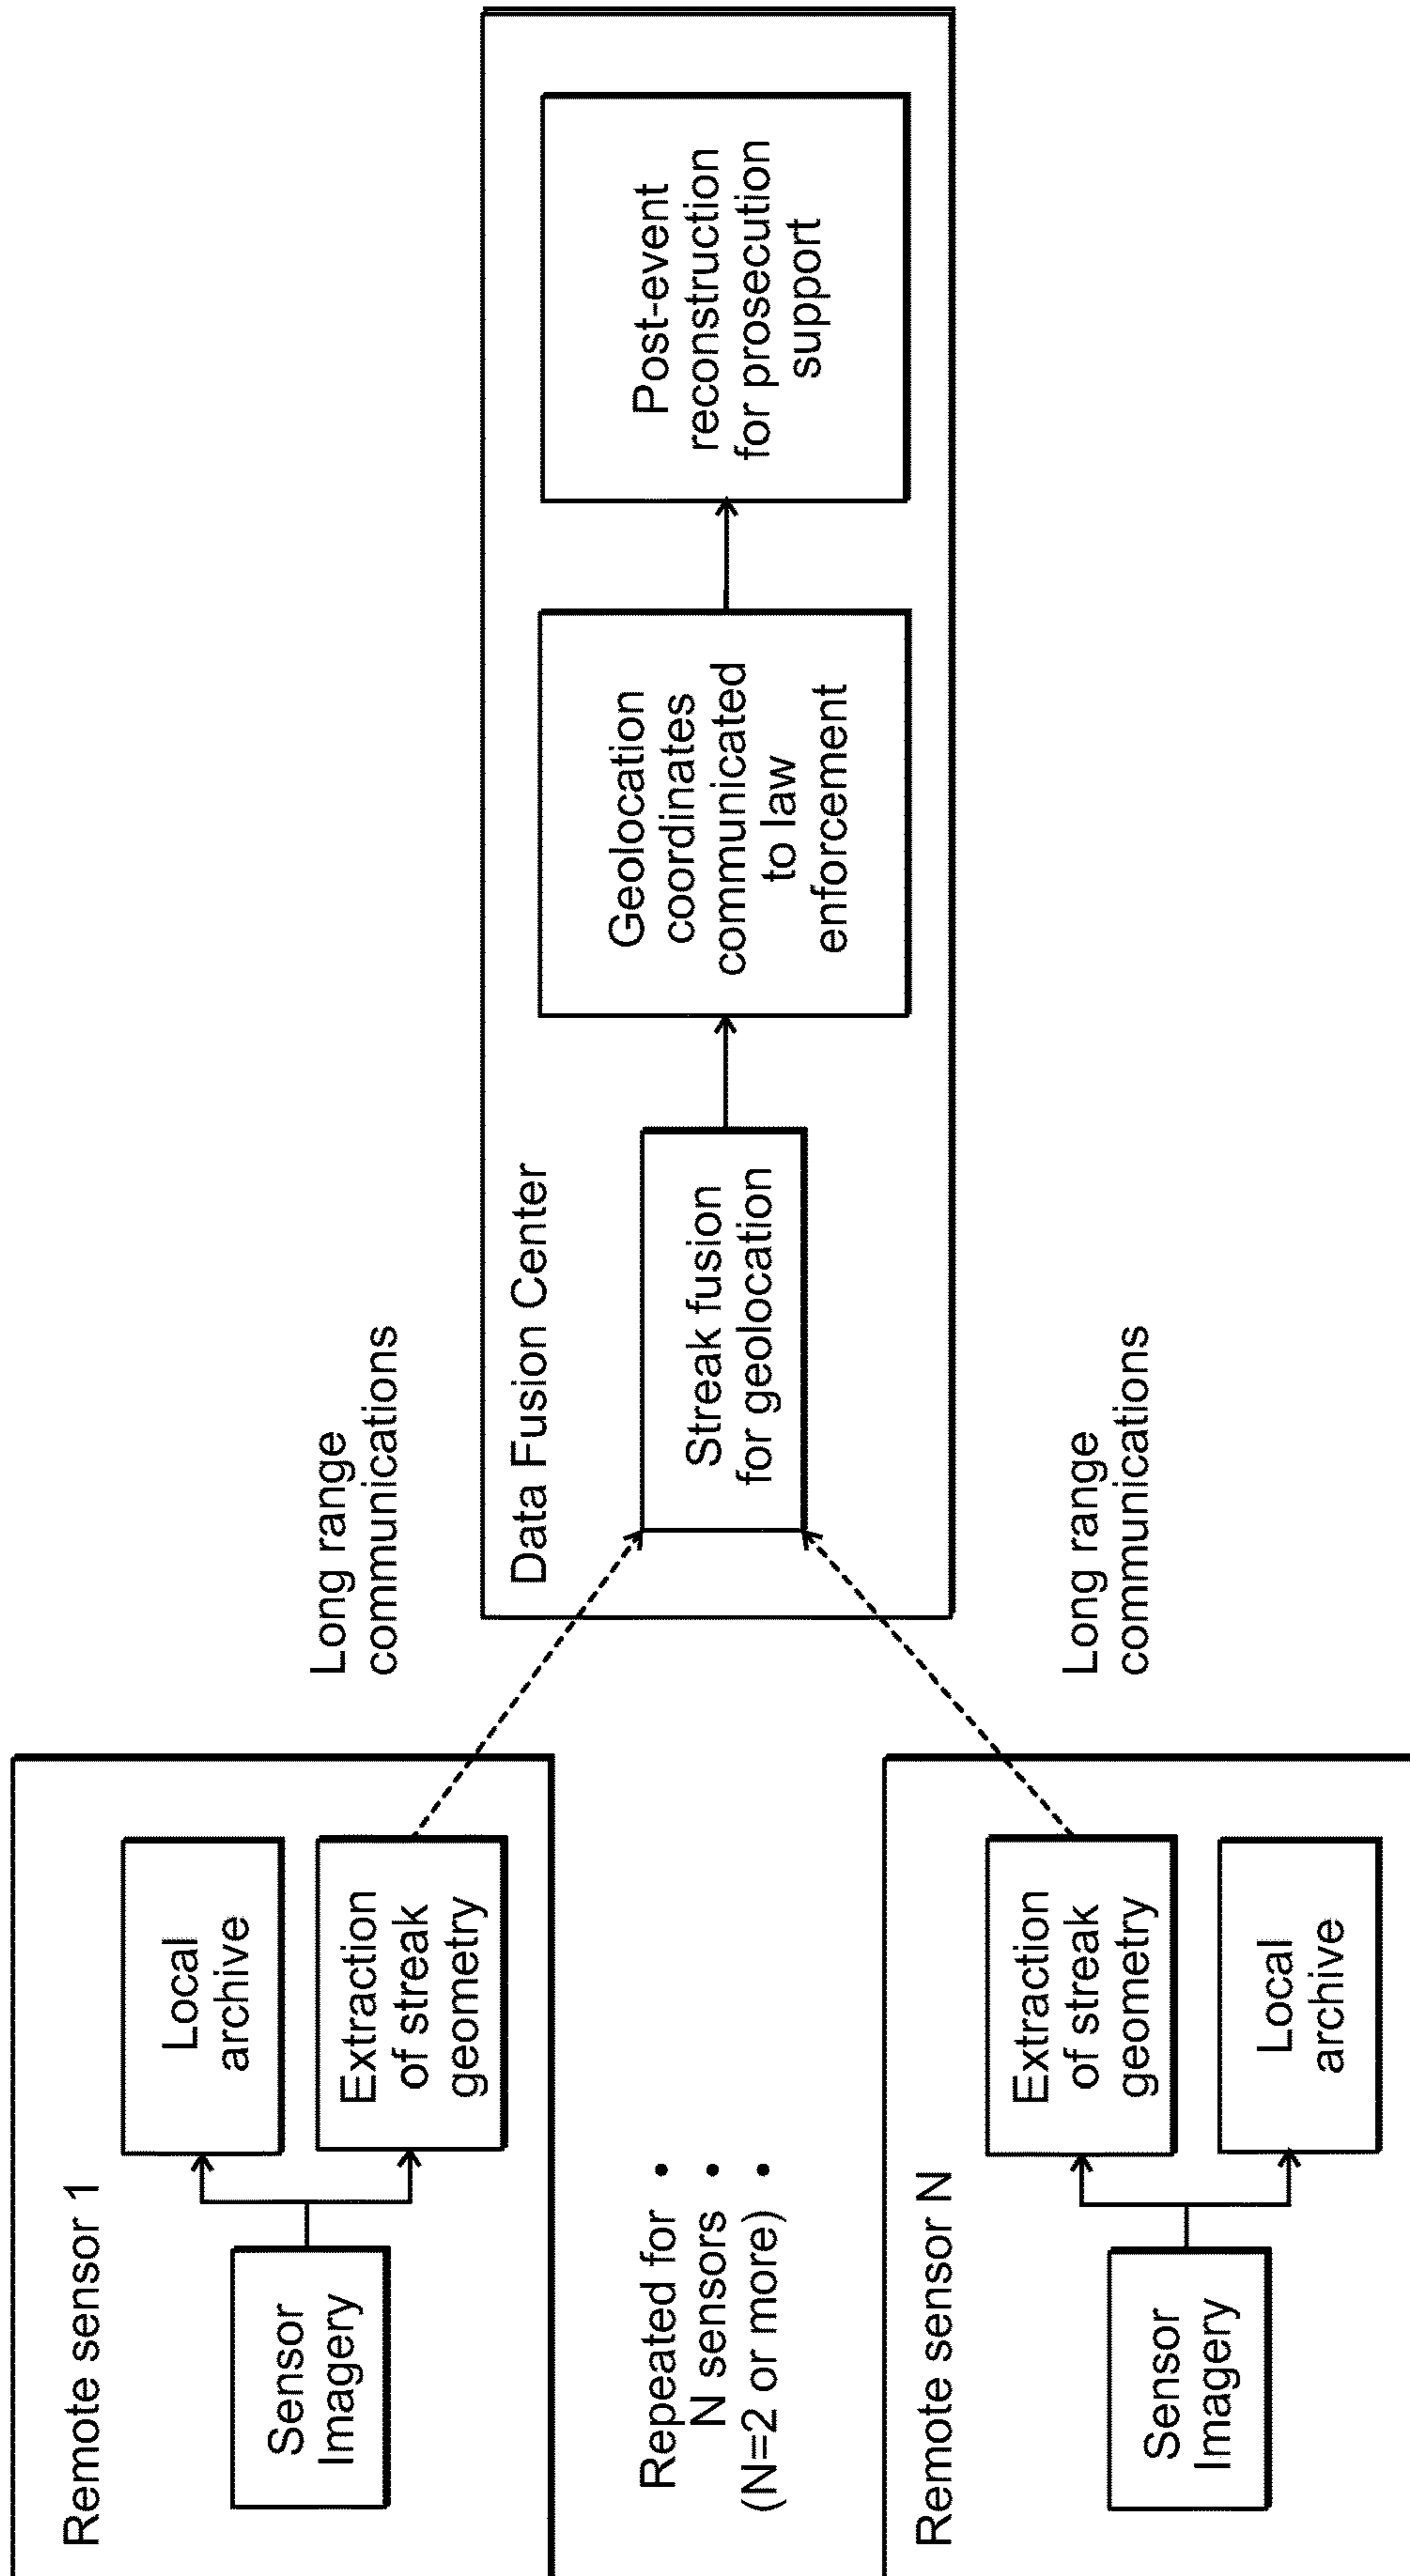 Remote sensor 1
Sensor
Imagery
Local
archive
Extraction
of streak
geometry
Long range
communications
Repeated for
N sensors
(N=2 or more)
Remote sensor N
Sensor
Imagery
Extraction
of streak
geometry
Local
archive
Long range
communications
Data Fusion Center
Streak fusion
for geolocation
Geolocation
coordinates
communicated
to law
enforcement
Post-event
reconstruction
for prosecution
support